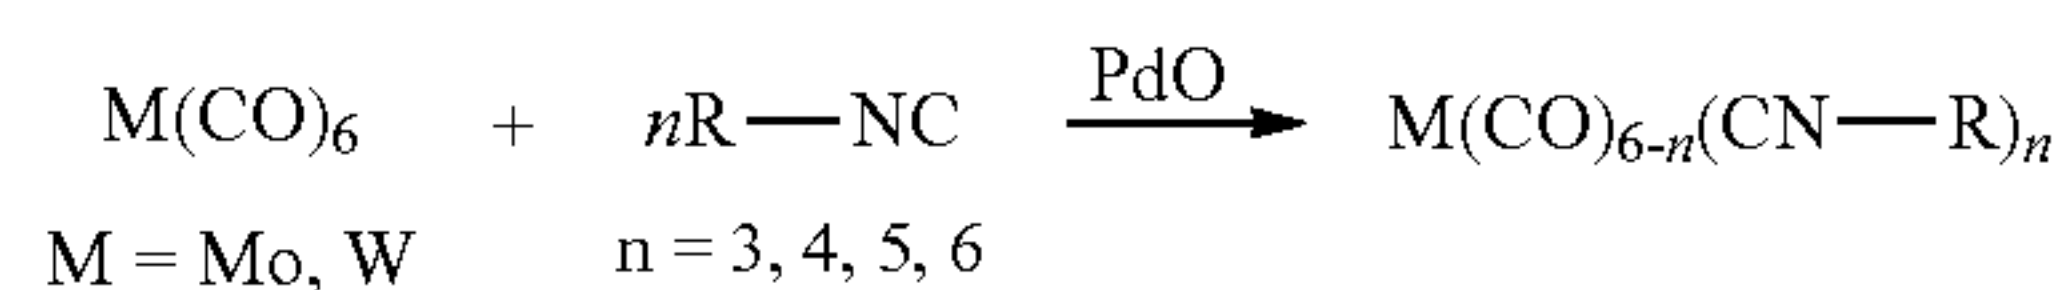 PdO
M(CO)₆ + nR—NC → M(CO)₆₋ₙ(CN—R)ₙ
M = Mo, W n = 3, 4, 5, 6